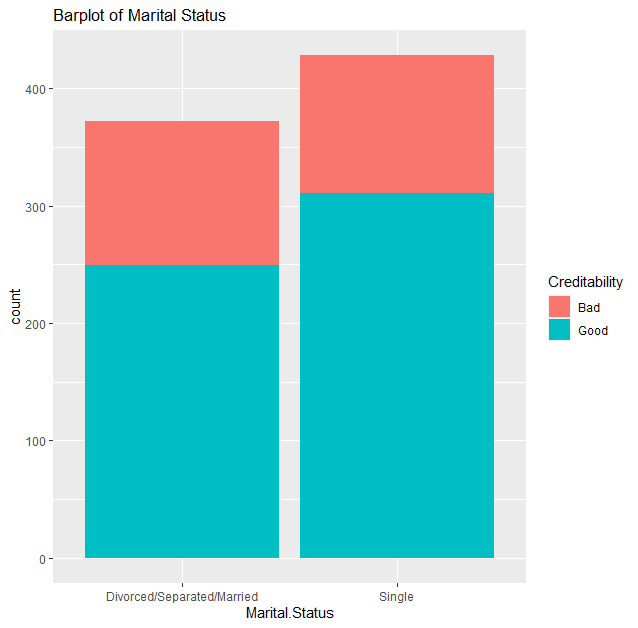 Barplot of Marital Status
400
300
200
100
0
count
Divorced/Separated/Married
Single
Marital.Status
Creditability
Bad
Good